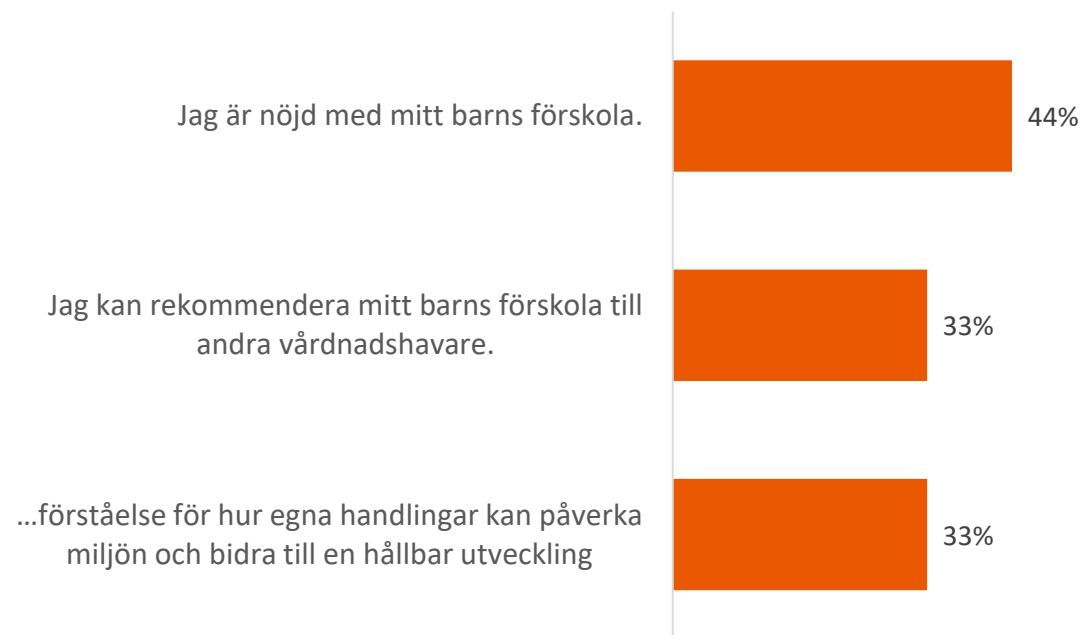 Jag är nöjd med mitt barns förskola.
44%
Jag kan rekommendera mitt barns förskola till
andra vårdnadshavare.
33%
...förståelse för hur egna handlingar kan påverka
miljön och bidra till en hållbar utveckling
33%